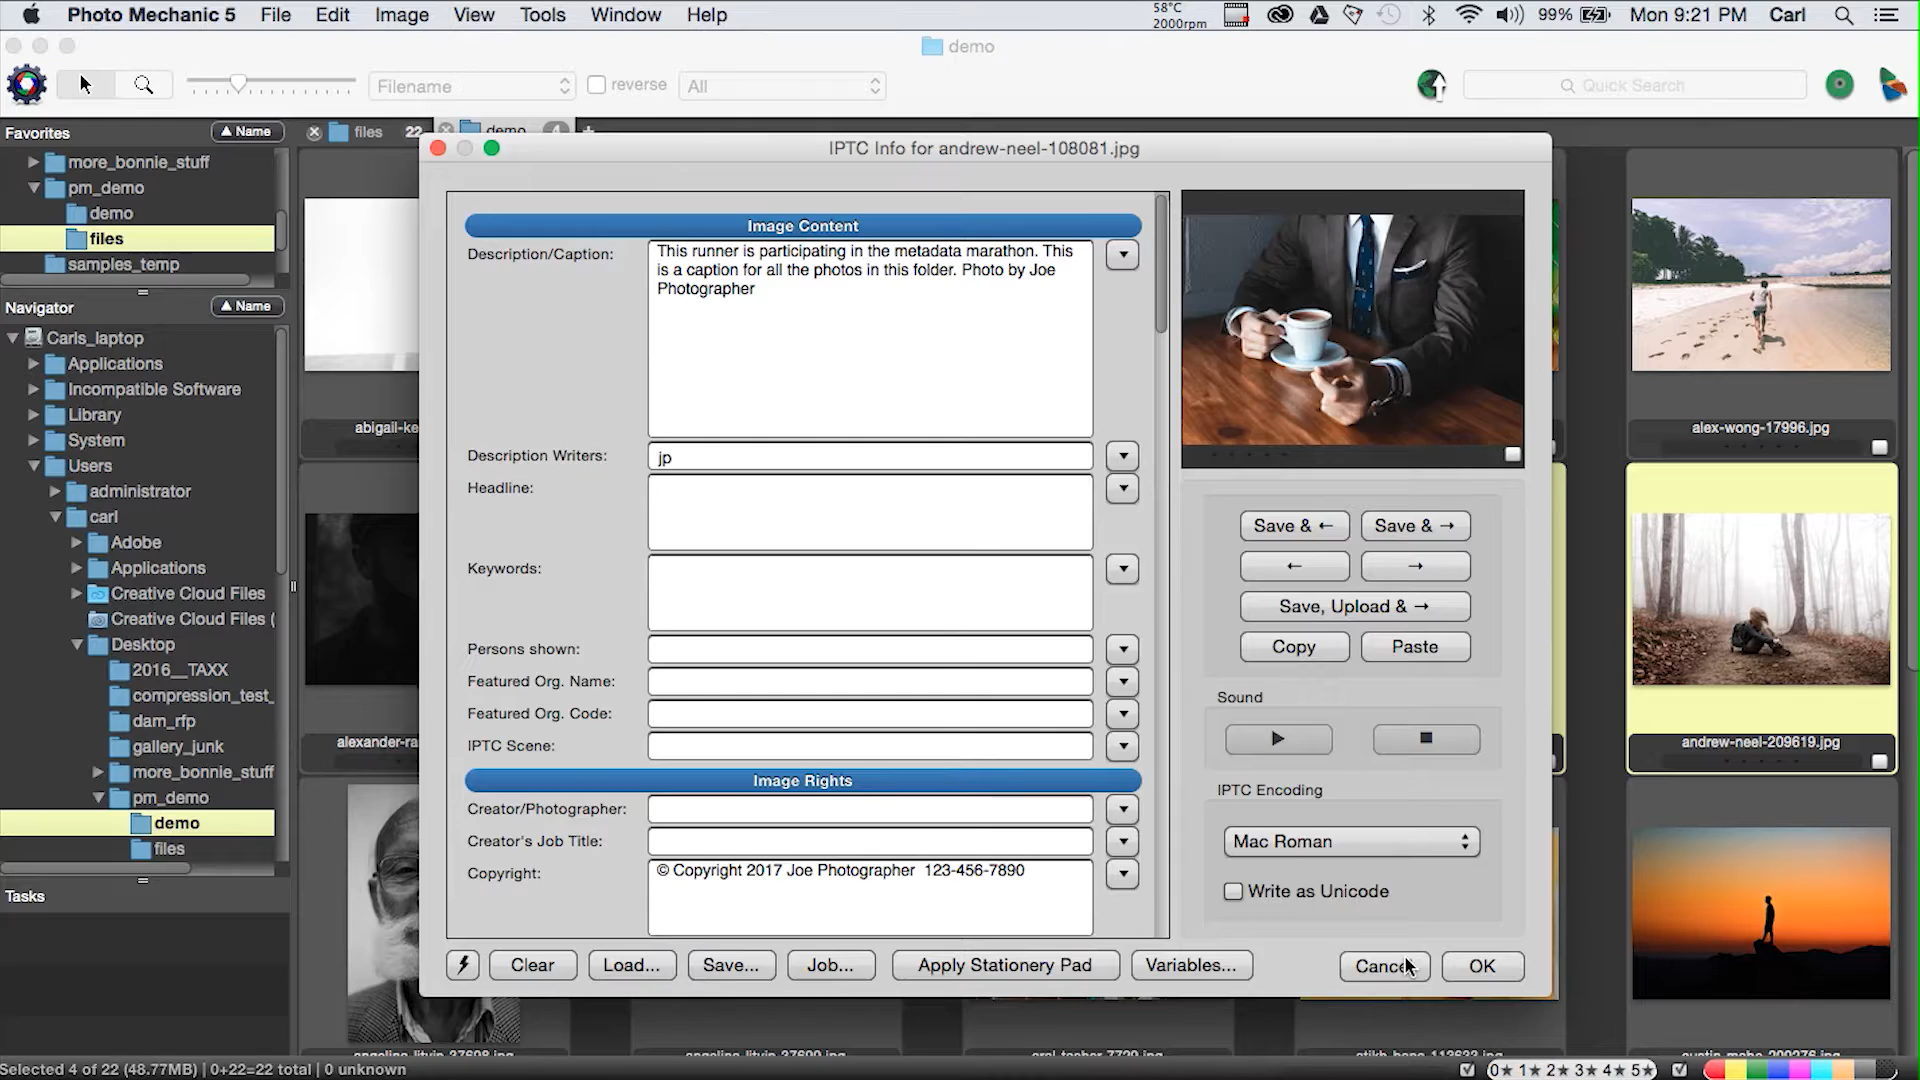 Photo Mechanic 5 File Edit Image View Tools Window Help
58°C
2000rpm
99% Mon 9:21 PM Carl
demo
Filename reverse All Quick Search
Favorites Name
files 22 demo 4 +
more_bonnie_stuff
pm_demo
demo
files
samples_temp
Navigator Name
Carls_laptop
Applications
Incompatible Software
Library
System
Users
administrator
carl
Adobe
Applications
Creative Cloud Files
Creative Cloud Files (
Desktop
2016__TAXX
compression_test_
dam_rfp
gallery_junk
more_bonnie_stuff
pm_demo
demo
files
Tasks
IPTC Info for andrew-neel-108081.jpg
Image Content
Description/Caption: This runner is participating in the metadata marathon. This
is a caption for all the photos in this folder. Photo by Joe
Photographer
Description Writers: jp
Headline:
Keywords:
Persons shown:
Featured Org. Name:
Featured Org. Code:
IPTC Scene:
Image Rights
Creator/Photographer:
Creator's Job Title:
Copyright: © Copyright 2017 Joe Photographer 123-456-7890
Clear Load... Save... Job... Apply Stationery Pad Variables... Cancel OK
Save & ← Save & →
← →
Save, Upload & →
Copy Paste
Sound
IPTC Encoding
Mac Roman
Write as Unicode
abigail-ke
alexander-ra
alex-wong-17996.jpg
andrew-neel-209619.jpg
Selected 4 of 22 (48.77MB) | 0+22=22 total | 0 unknown
0★ 1★ 2★ 3★ 4★ 5★